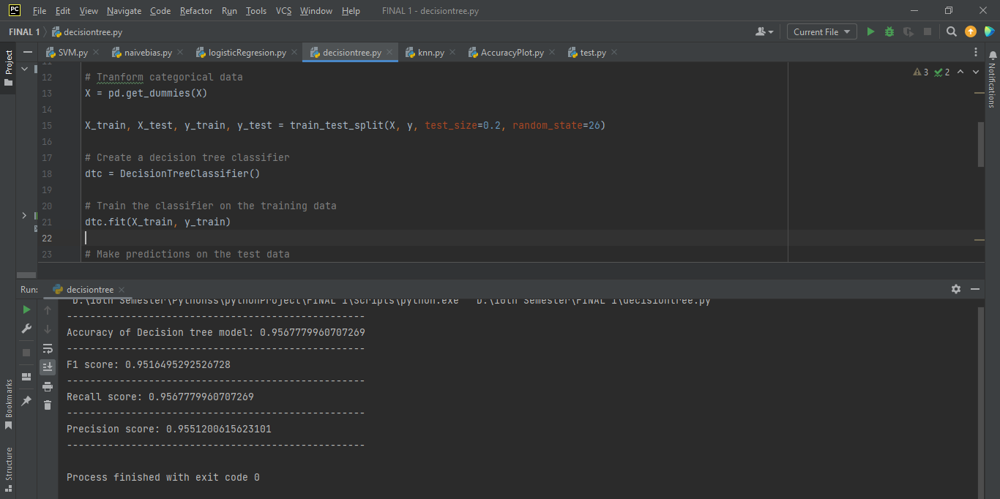 PC File Edit View Navigate Code Refactor Run Tools VCS Window Help FINAL 1 - decisiontree.py
FINAL 1 decisiontree.py Current File
SVM.py naivebias.py logisticRegresion.py decisiontree.py knn.py AccuracyPlot.py test.py
Project
Notifications
11
12 # Tranform categorical data 3 2
13 X = pd.get_dummies(X)
14
15 X_train, X_test, y_train, y_test = train_test_split(X, y, test_size=0.2, random_state=26)
16
17 # Create a decision tree classifier
18 dtc = DecisionTreeClassifier()
19
20 # Train the classifier on the training data
21 dtc.fit(X_train, y_train)
22
23 # Make predictions on the test data
Run: decisiontree
"D:\10th Semester\Pythonss\pythonProject\FINAL 1\Scripts\python.exe" "D:\10th Semester\FINAL 1\decisiontree.py"
---------------------------------------------------
Accuracy of Decision tree model: 0.9567779960707269
---------------------------------------------------
F1 score: 0.9516495292526728
---------------------------------------------------
Recall score: 0.9567779960707269
---------------------------------------------------
Precision score: 0.9551200615623101
---------------------------------------------------
Process finished with exit code 0
Bookmarks
Structure